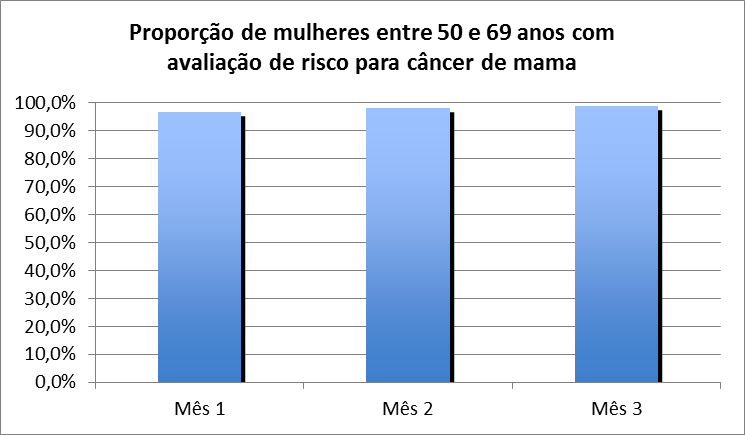 Proporção de mulheres entre 50 e 69 anos com
avaliação de risco para câncer de mama
100,0%
90,0%
80,0%
70,0%
60,0%
50,0%
40,0%
30,0%
20,0%
10,0%
0,0%
Mês 1
Mês 2
Mês 3